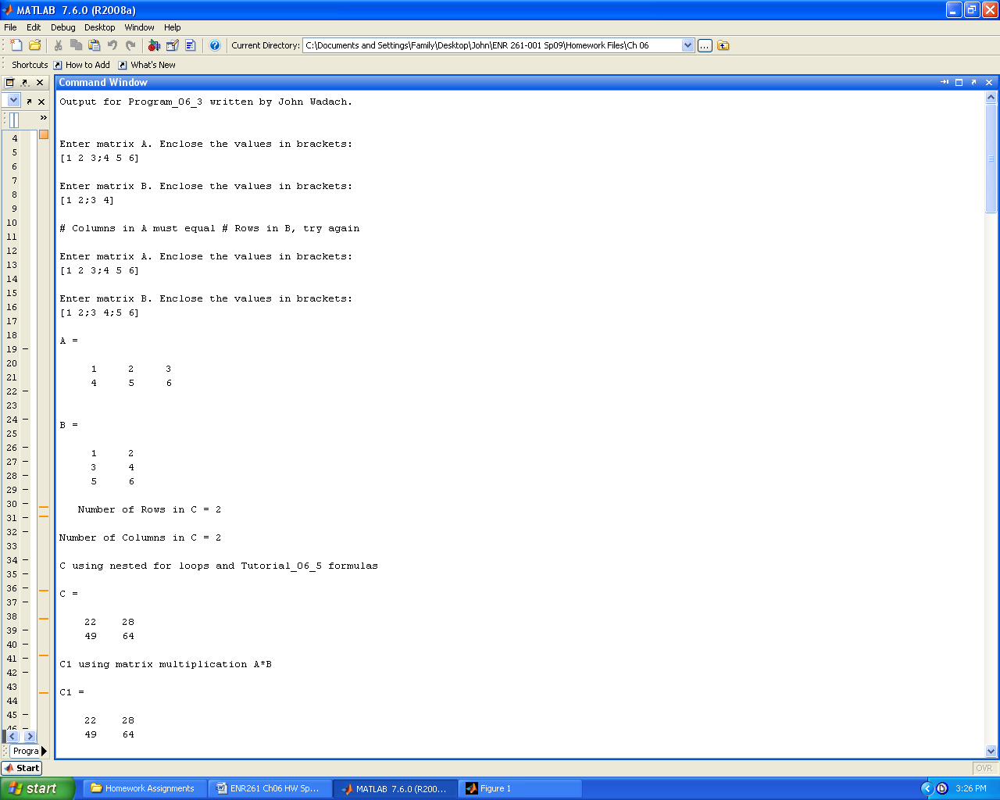 MATLAB 7.6.0 (R2008a)
File Edit Debug Desktop Window Help
Current Directory: C:\Documents and Settings\Family\Desktop\John\ENR 261-001 Sp09\Homework Files\Ch 06 ...
Shortcuts How to Add What's New
Command Window
Output for Program_06_3 written by John Wadach.
Enter matrix A. Enclose the values in brackets:
[1 2 3;4 5 6]
Enter matrix B. Enclose the values in brackets:
[1 2;3 4]
# Columns in A must equal # Rows in B, try again
Enter matrix A. Enclose the values in brackets:
[1 2 3;4 5 6]
Enter matrix B. Enclose the values in brackets:
[1 2;3 4;5 6]
A =
1 2 3
4 5 6
B =
1 2
3 4
5 6
Number of Rows in C = 2
Number of Columns in C = 2
C using nested for loops and Tutorial_06_5 formulas
C =
22 28
49 64
C1 using matrix multiplication A*B
C1 =
22 28
49 64
4
5
6
7
8
9
10
11
12
13
14
15
16
17
18
19 –
20
21
22 –
23
24 –
25
26 –
27 –
28 –
29 –
30 –
31 –
32 –
33
34 –
35 –
36 –
37 –
38 –
39 –
40 –
41 –
42 –
43
44
45 –
46 –
Progra
Start
OVR
start Homework Assignments ENR261 Ch06 HW Sp... MATLAB 7.6.0 (R200... Figure 1 3:26 PM